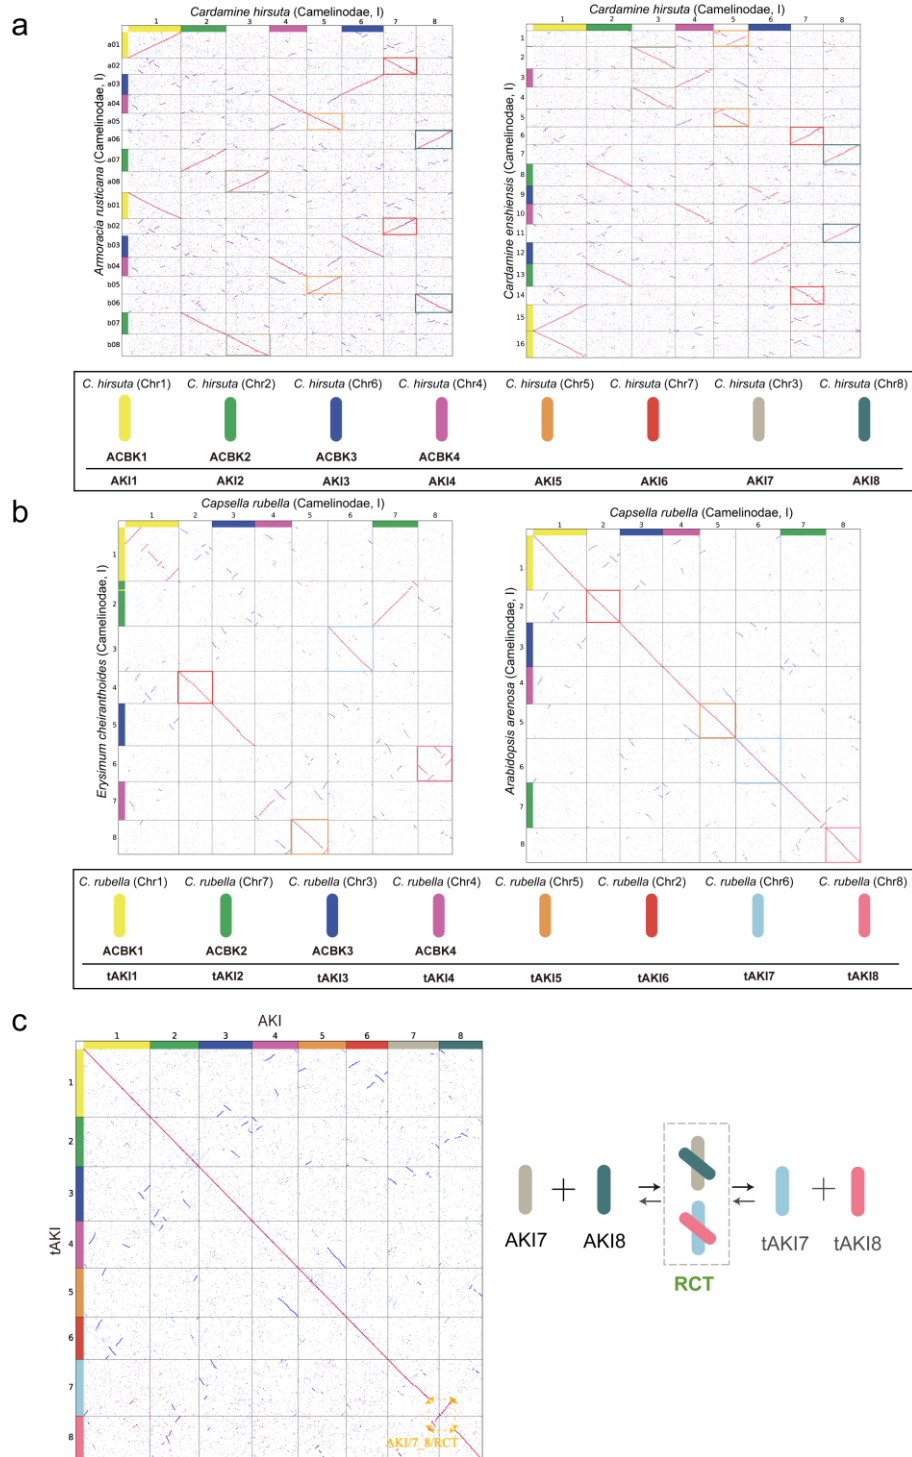 a
Cardamine hirsuta (Camelinodae, I)
1 2 3 4 5 6 7 8
Armoracia rusticana (Camelinodae, I)
a01
a02
a03
a04
a05
a06
a07
a08
b01
b02
b03
b04
b05
b06
b07
b08
Cardamine hirsuta (Camelinodae, I)
1 2 3 4 5 6 7 8
Cardamine enshiensis (Camelinodae, I)
1
2
3
4
5
6
7
8
9
10
11
12
13
14
15
16
C. hirsuta (Chr1) C. hirsuta (Chr2) C. hirsuta (Chr6) C. hirsuta (Chr4) C. hirsuta (Chr5) C. hirsuta (Chr7) C. hirsuta (Chr3) C. hirsuta (Chr8)
ACBK1 ACBK2 ACBK3 ACBK4
AKI1 AKI2 AKI3 AKI4 AKI5 AKI6 AKI7 AKI8
b
Capsella rubella (Camelinodae, I)
1 2 3 4 5 6 7 8
Erysimum cheiranthoides (Camelinodae, I)
1
2
3
4
5
6
7
8
Capsella rubella (Camelinodae, I)
1 2 3 4 5 6 7 8
Arabidopsis arenosa (Camelinodae, I)
1
2
3
4
5
6
7
8
C. rubella (Chr1) C. rubella (Chr7) C. rubella (Chr3) C. rubella (Chr4) C. rubella (Chr5) C. rubella (Chr2) C. rubella (Chr6) C. rubella (Chr8)
ACBK1 ACBK2 ACBK3 ACBK4
tAKI1 tAKI2 tAKI3 tAKI4 tAKI5 tAKI6 tAKI7 tAKI8
c
AKI
1 2 3 4 5 6 7 8
tAKI
1
2
3
4
5
6
7
8
AKI/7_8/RCT
AKI7 + AKI8
RCT
tAKI7 + tAKI8